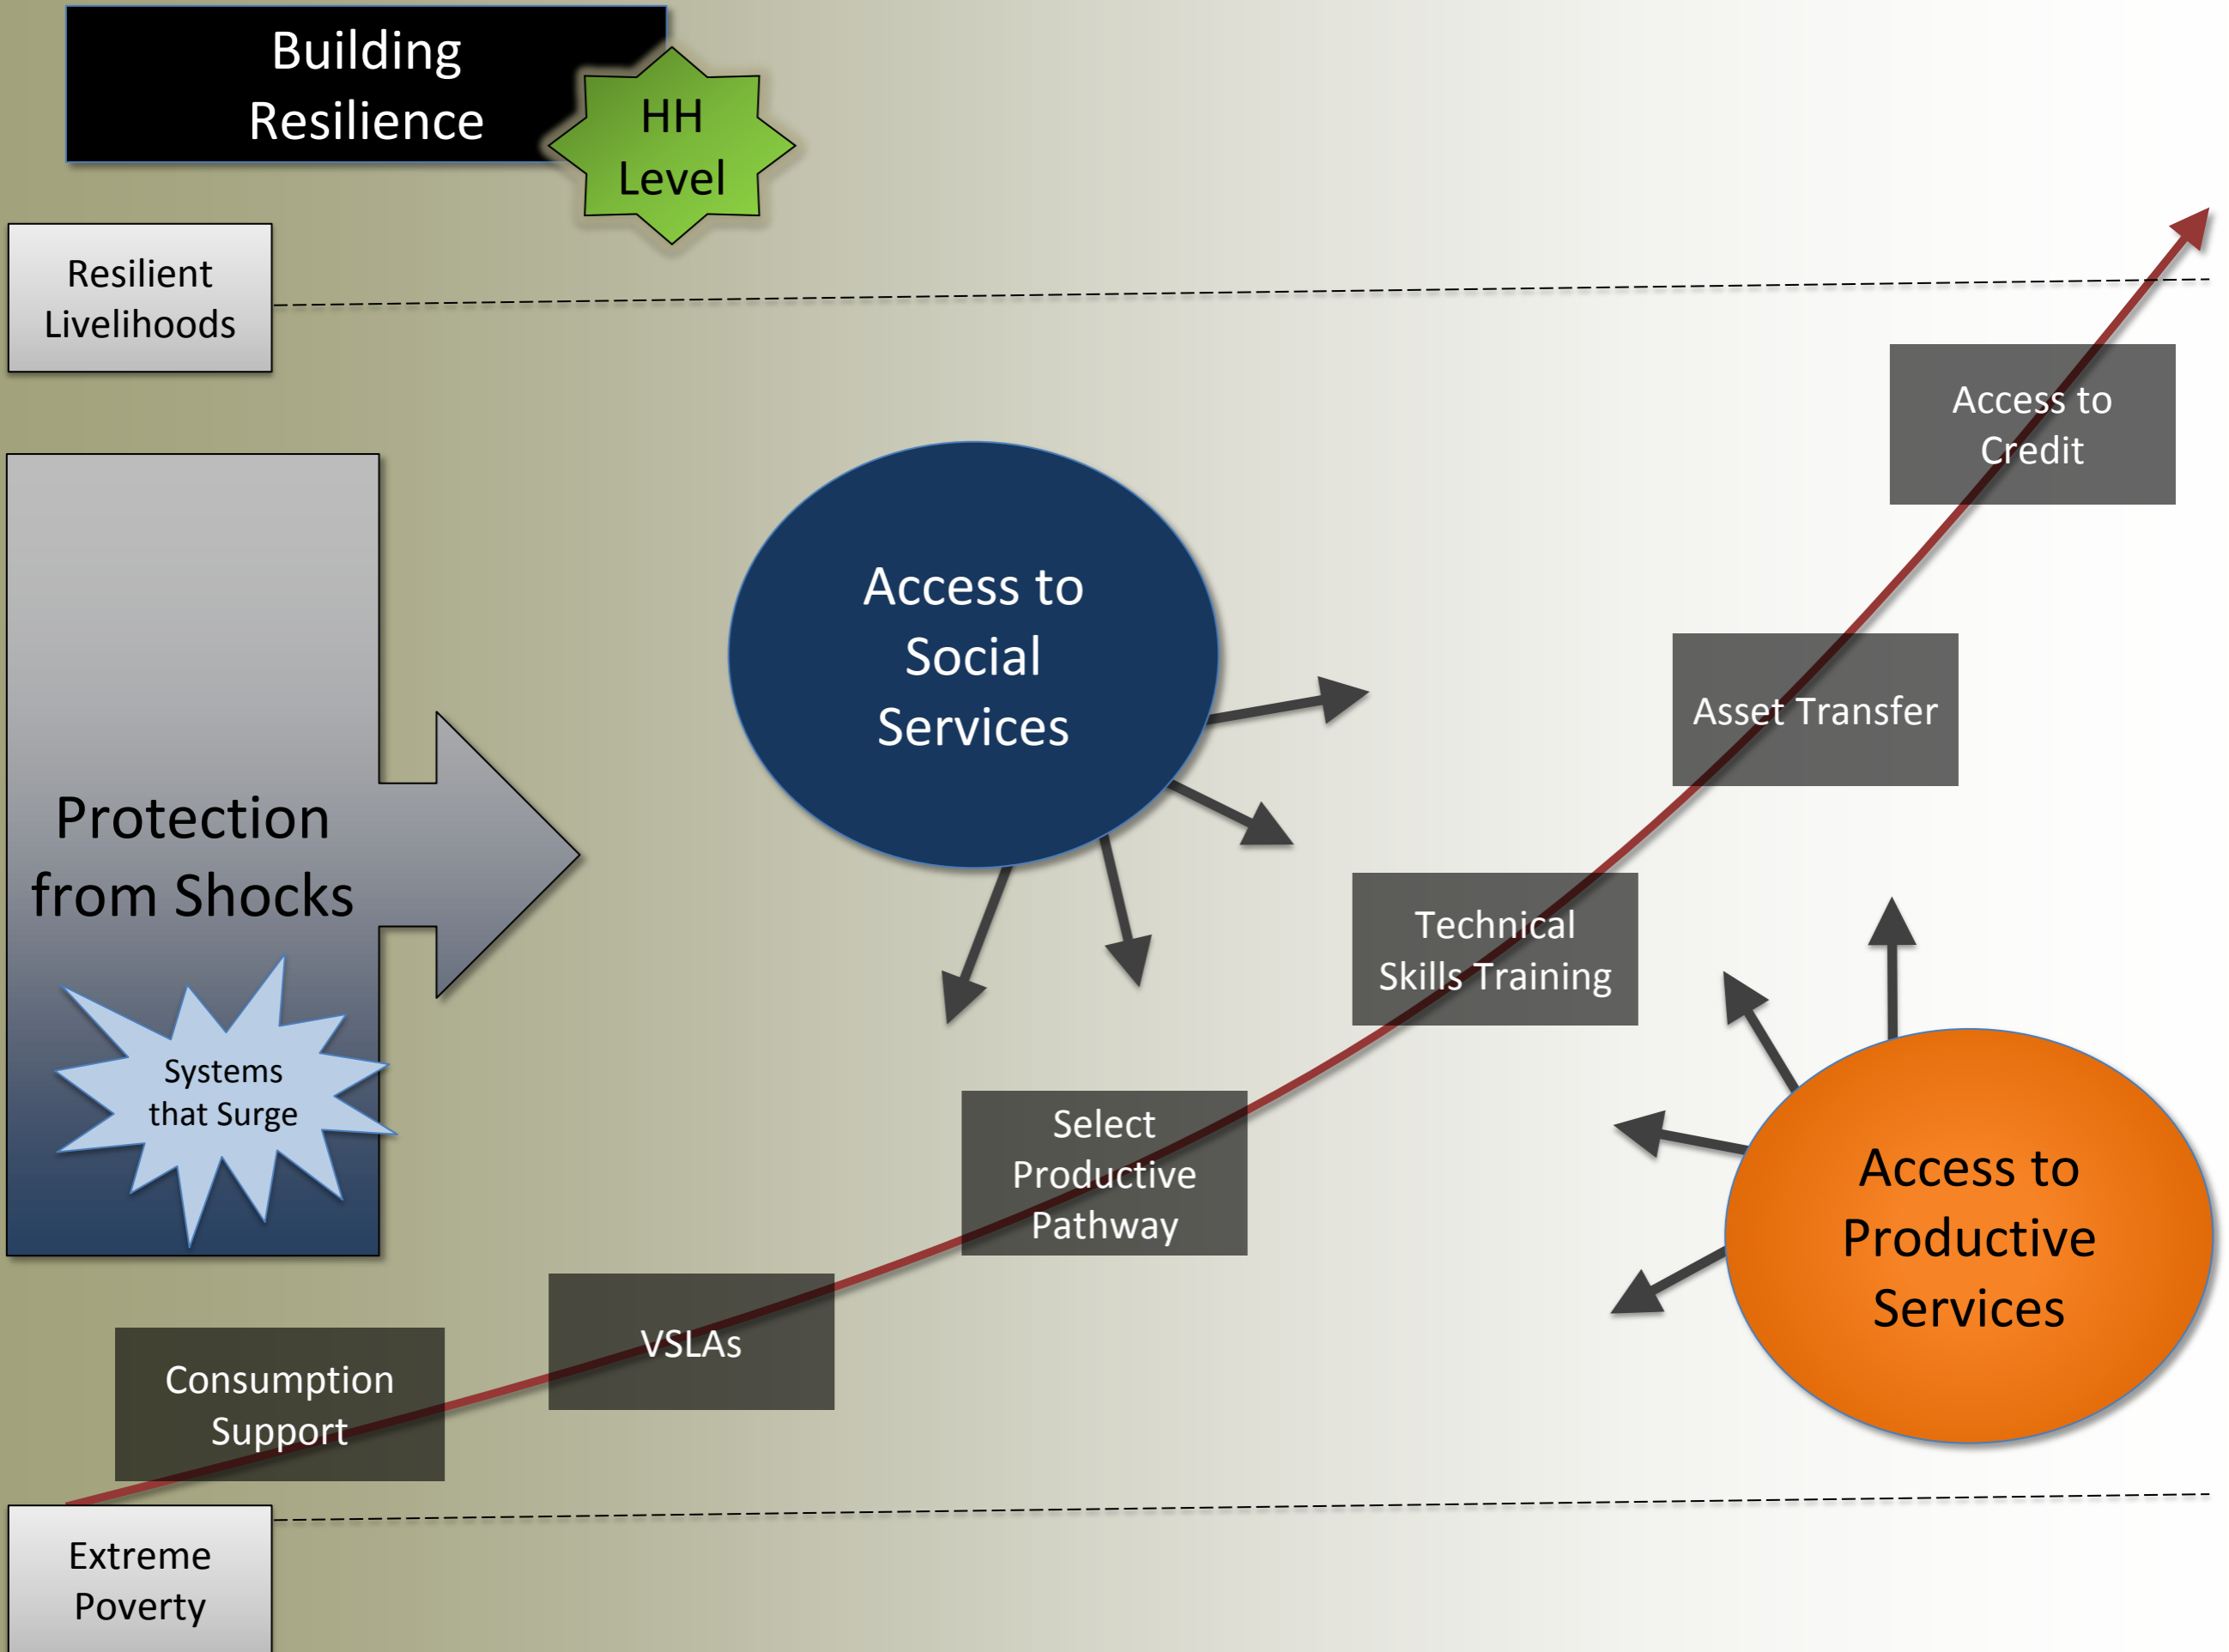 Building
Resilience
HH
Level
Resilient
Livelihoods
Access to
Credit
Access to
Social
Services
Asset Transfer
Protection
from Shocks
Technical
Skills Training
Systems
that Surge
Select
Productive
Pathway
Access to
Productive
Services
VSLAs
Consumption
Support
Extreme
Poverty